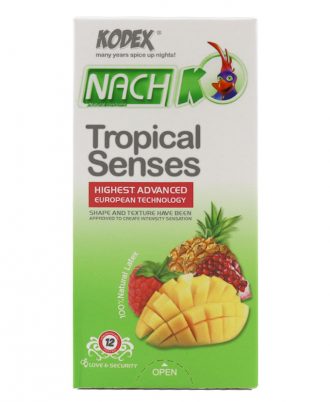 KODEX®
many years spice up nights!
NACH K
Tropical
Senses
HIGHEST ADVANCED
EUROPEAN TECHNOLOGY
SHAPE AND TEXTURE HAVE BEEN
APPROVED TO CREATE INTENSITY SENSATION
100% Natural Latex
12
LOVE & SECURITY
OPEN